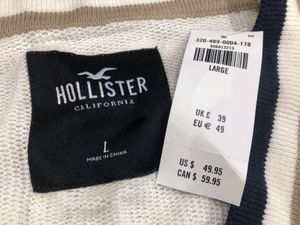 HOLLISTER
CALIFORNIA
L
MADE IN CHINA
320-489-0004-178
LARGE
UK £ 39
EU € 49
US $ 49.95
CAN $ 59.95